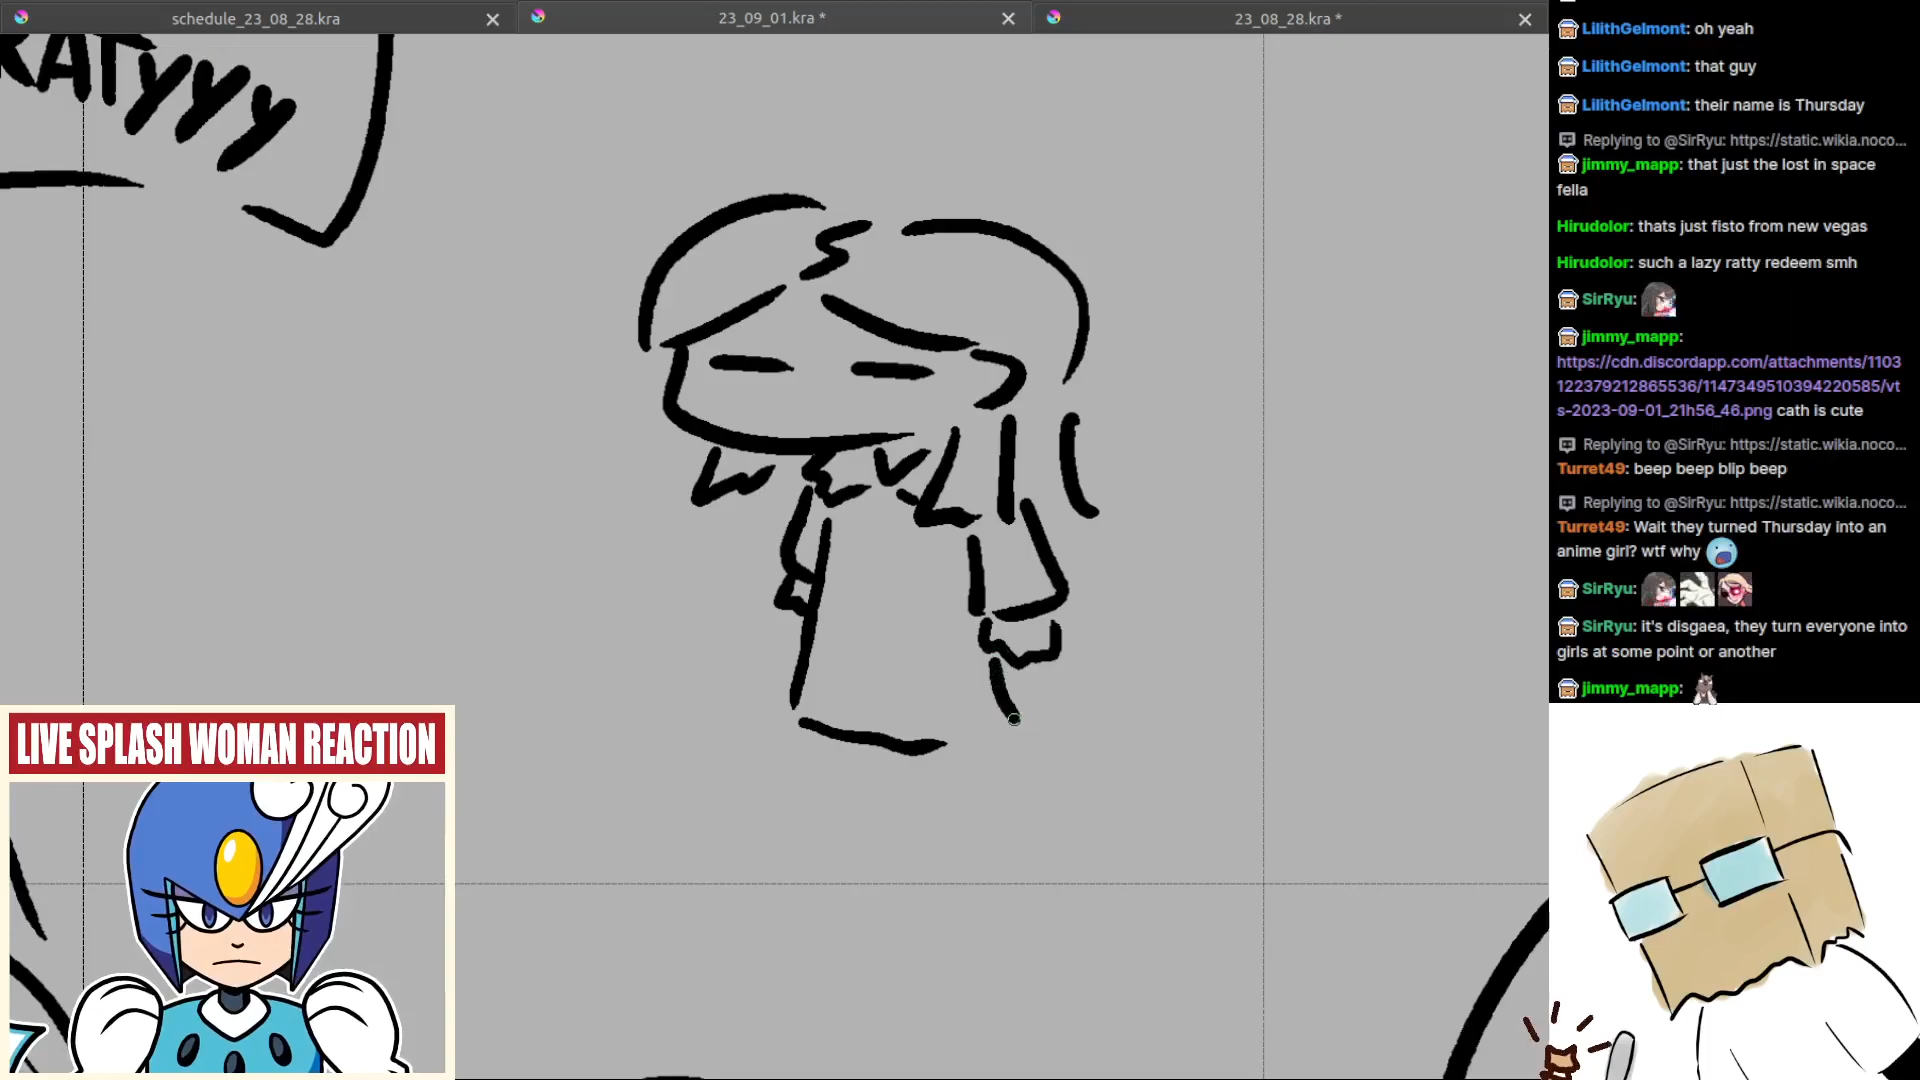 schedule_23_08_28.kra
23_09_01.kra *
23_08_28.kra *
RATyyy
LilithGelmont: oh yeah
LilithGelmont: that guy
LilithGelmont: their name is Thursday
Replying to @SirRyu: https://static.wikia.noco...
jimmy_mapp: that just the lost in space
fella
Hirudolor: thats just fisto from new vegas
Hirudolor: such a lazy ratty redeem smh
SirRyu:
jimmy_mapp:
https://cdn.discordapp.com/attachments/1103
122379212865536/1147349510394220585/vt
s-2023-09-01_21h56_46.png cath is cute
Replying to @SirRyu: https://static.wikia.noco...
Turret49: beep beep blip beep
Replying to @SirRyu: https://static.wikia.noco...
Turret49: Wait they turned Thursday into an
anime girl? wtf why
SirRyu:
SirRyu: it's disgaea, they turn everyone into
girls at some point or another
jimmy_mapp:
LIVE SPLASH WOMAN REACTION